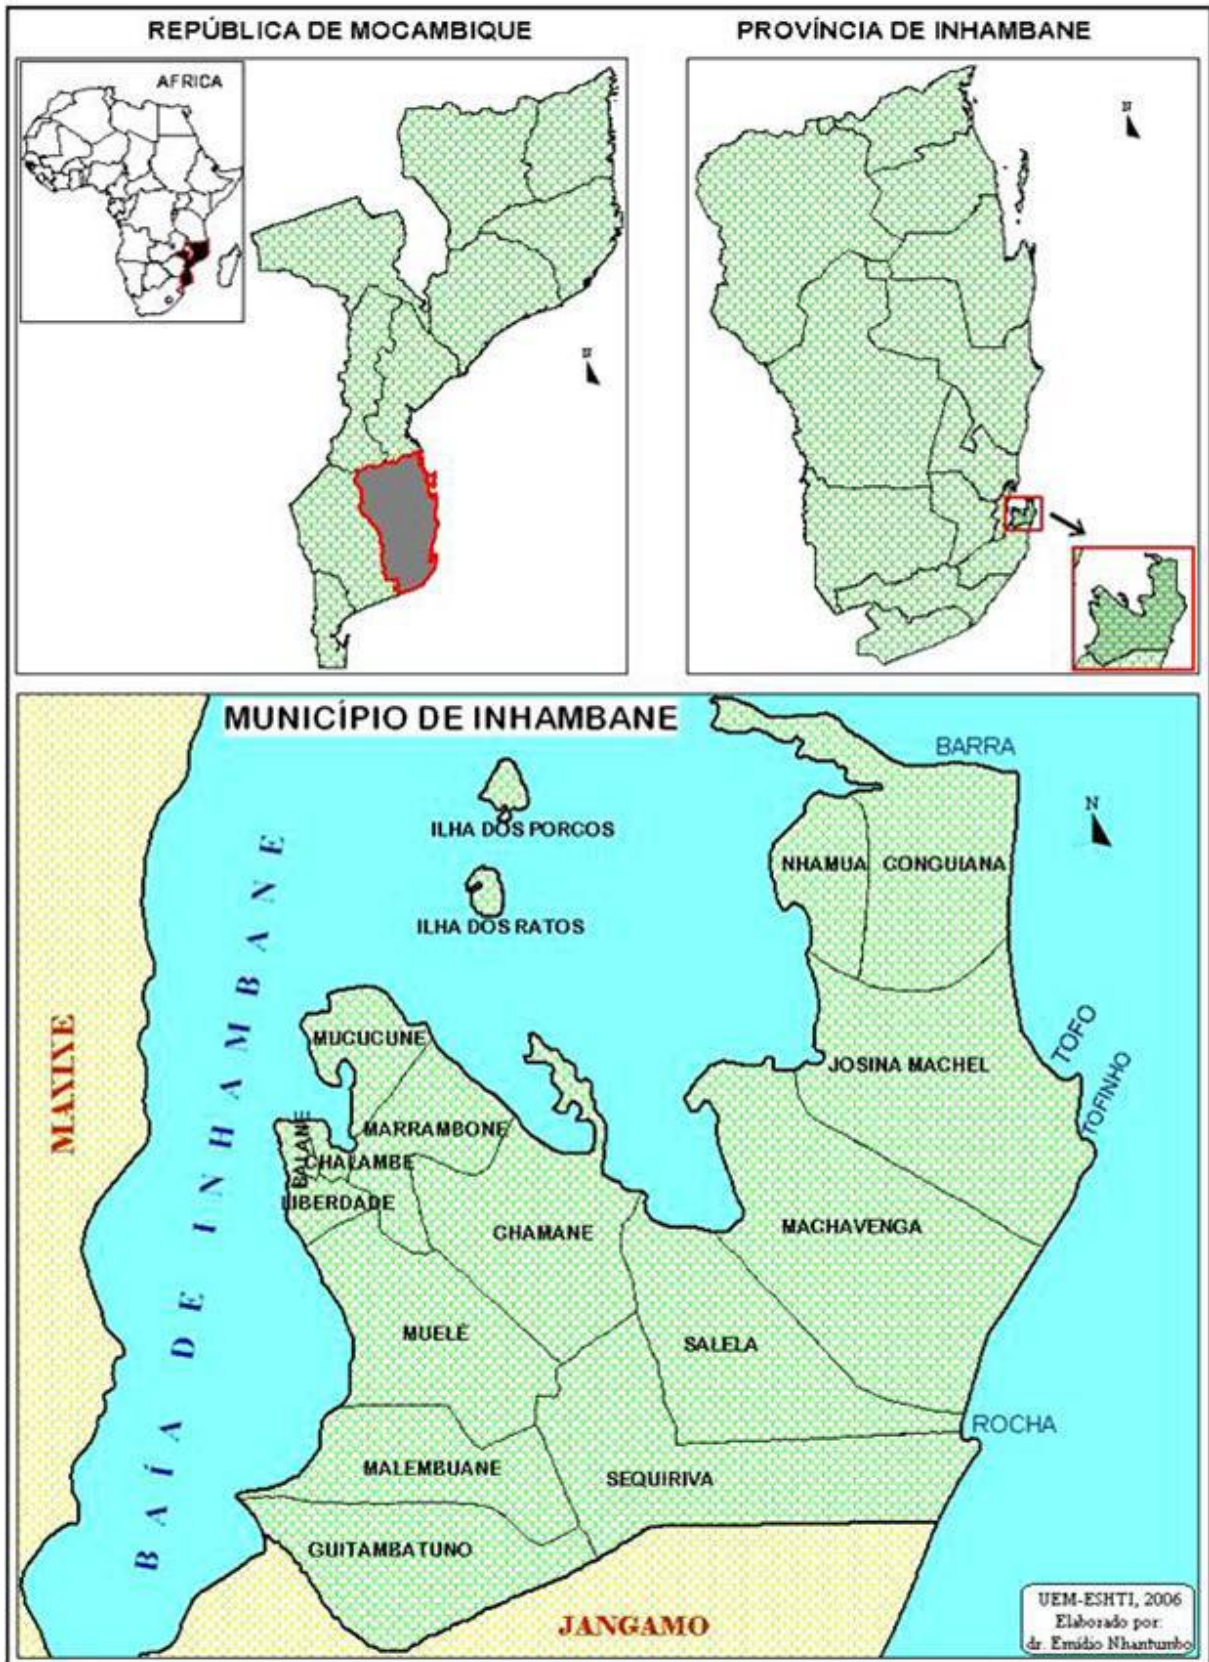 REPÚBLICA DE MOCAMBIQUE
PROVÍNCIA DE INHAMBANE
AFRICA
N
N
MUNICÍPIO DE INHAMBANE
BARRA
N
ILHA DOS PORCOS
NHAMUA
CONGUIANA
ILHA DOS RATOS
BAÍA DE INHAMBANE
MAXIXE
MUCUCUNE
TOFO
JOSINA MACHEL
TOFINHO
MARRAMBONE
BALANE
CHALAMBE
LIBERDADE
CHAMANE
MACHAVENGA
MUELÉ
SALELA
ROCHA
MALEMBUANE
SEQUIRIVA
GUITAMBATUNO
JANGAMO
UEM-ESHTI, 2006
Elaborado por:
dr. Emídio Nhantumbo